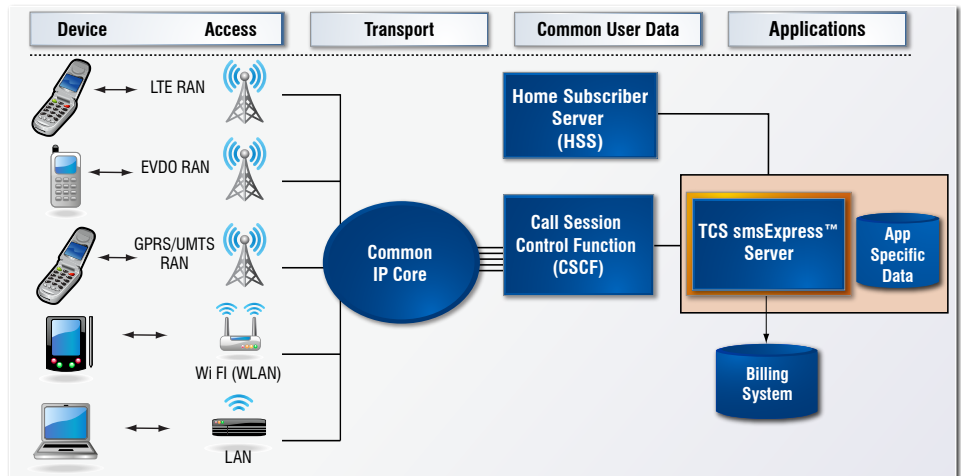 Device
Access
Transport
Common User Data
Applications
LTE RAN
EVDO RAN
GPRS/UMTS
RAN
Wi FI (WLAN)
LAN
Common
IP Core
Home Subscriber
Server
(HSS)
Call Session
Control Function
(CSCF)
TCS smsExpress™
Server
App
Specific
Data
Billing
System